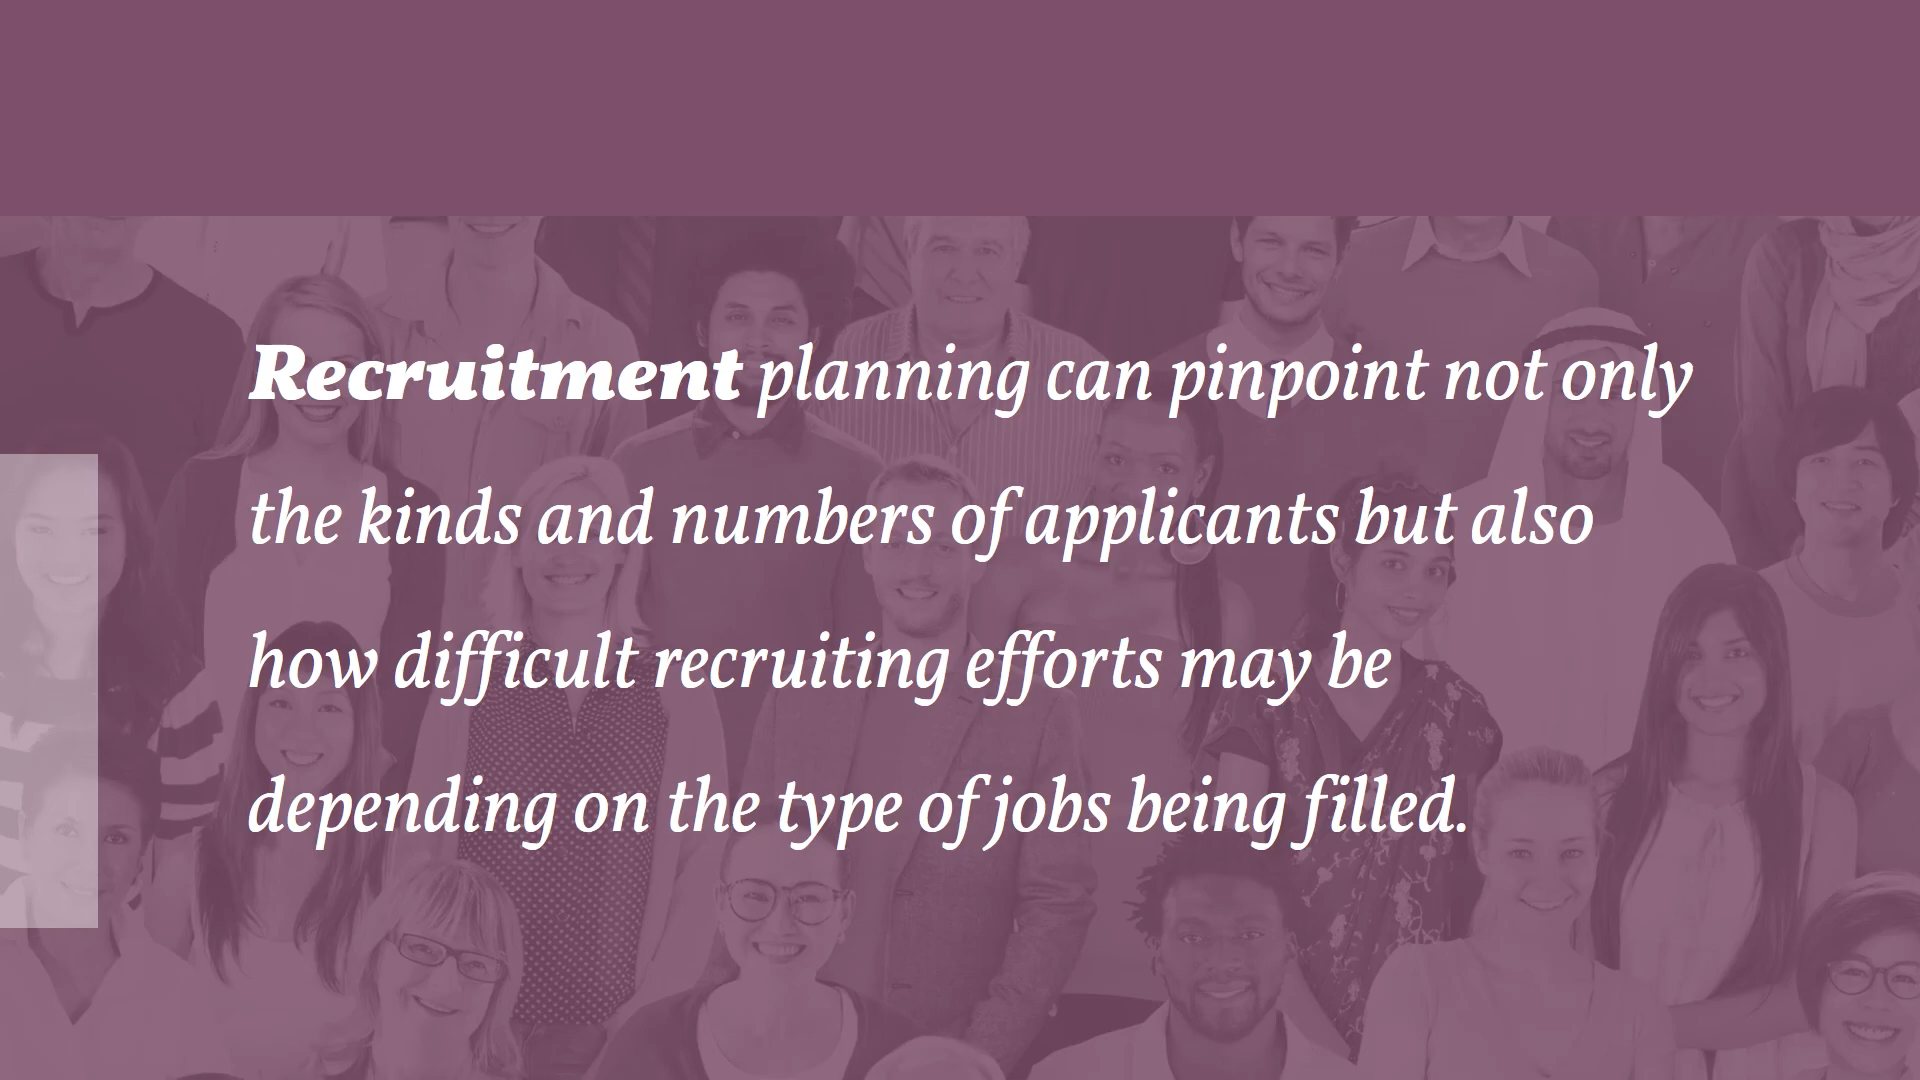 Recruitment planning can pinpoint not only
the kinds and numbers of applicants but also
how difficult recruiting efforts may be
depending on the type of jobs being filled.